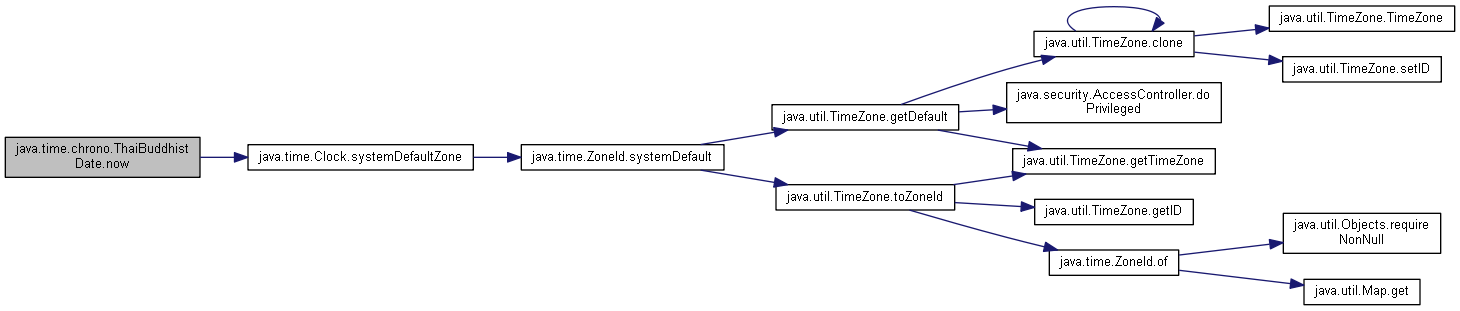 java.util.TimeZone.TimeZone
java.util.TimeZone.clone
java.util.TimeZone.setID
java.security.AccessController.do
Privileged
java.util.TimeZone.getDefault
java.time.chrono.ThaiBuddhist
Date.now
java.time.Clock.systemDefaultZone
java.time.ZoneId.systemDefault
java.util.TimeZone.getTimeZone
java.util.TimeZone.toZoneId
java.util.TimeZone.getID
java.util.Objects.require
NonNull
java.time.ZoneId.of
java.util.Map.get